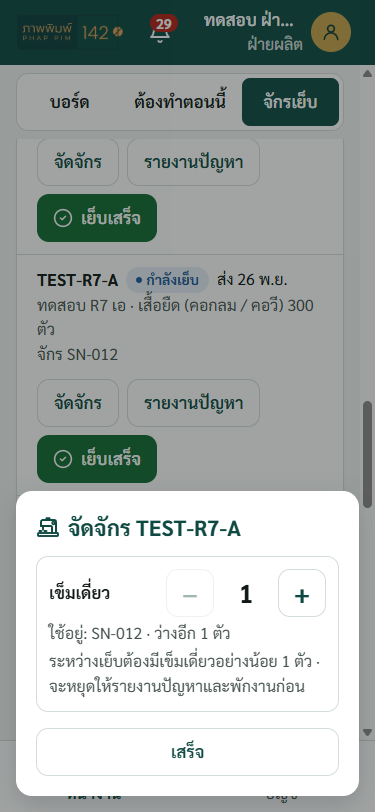 ภาพพิมพ์
PHAP PIM
142
29
ทดสอบ ฝ่า...
ฝ่ายผลิต
บอร์ด
ต้องทำตอนนี้
จักรเย็บ
จัดจักร
รายงานปัญหา
เย็บเสร็จ
TEST-R7-A
กำลังเย็บ
ส่ง 26 พ.ย.
ทดสอบ R7 เอ · เสื้อยืด (คอกลม / คอวี) 300
ตัว
จักร SN-012
จัดจักร
รายงานปัญหา
เย็บเสร็จ
จัดจักร TEST-R7-A
เข็มเดี่ยว
−
1
+
ใช้อยู่: SN-012 · ว่างอีก 1 ตัว
ระหว่างเย็บต้องมีเข็มเดี่ยวอย่างน้อย 1 ตัว ·
จะหยุดให้รายงานปัญหาและพักงานก่อน
เสร็จ